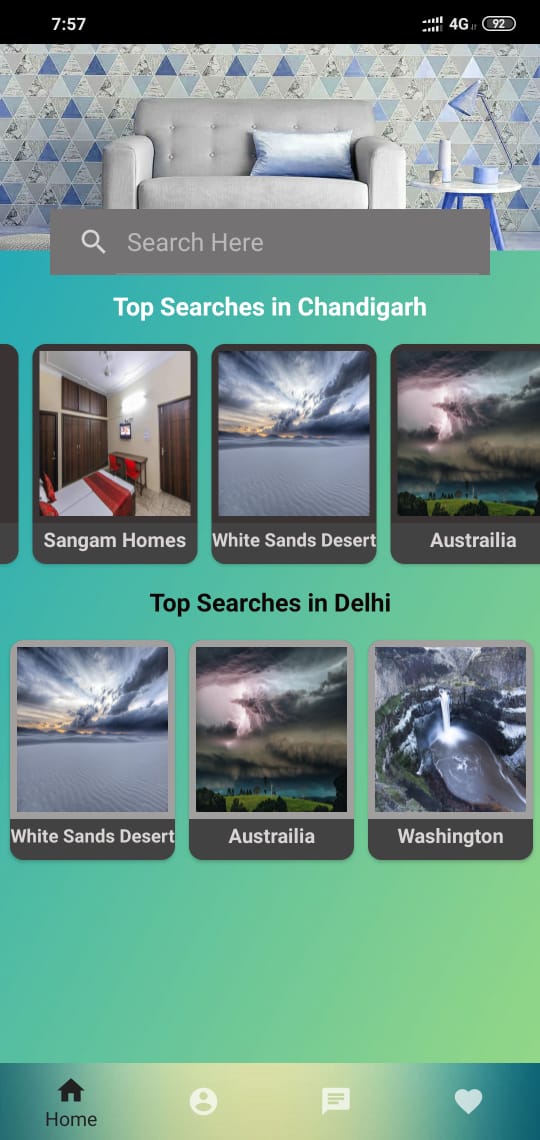 7:57
4G
92
Search Here
Top Searches in Chandigarh
Sangam Homes
White Sands Desert
Austrailia
Top Searches in Delhi
White Sands Desert
Austrailia
Washington
Home